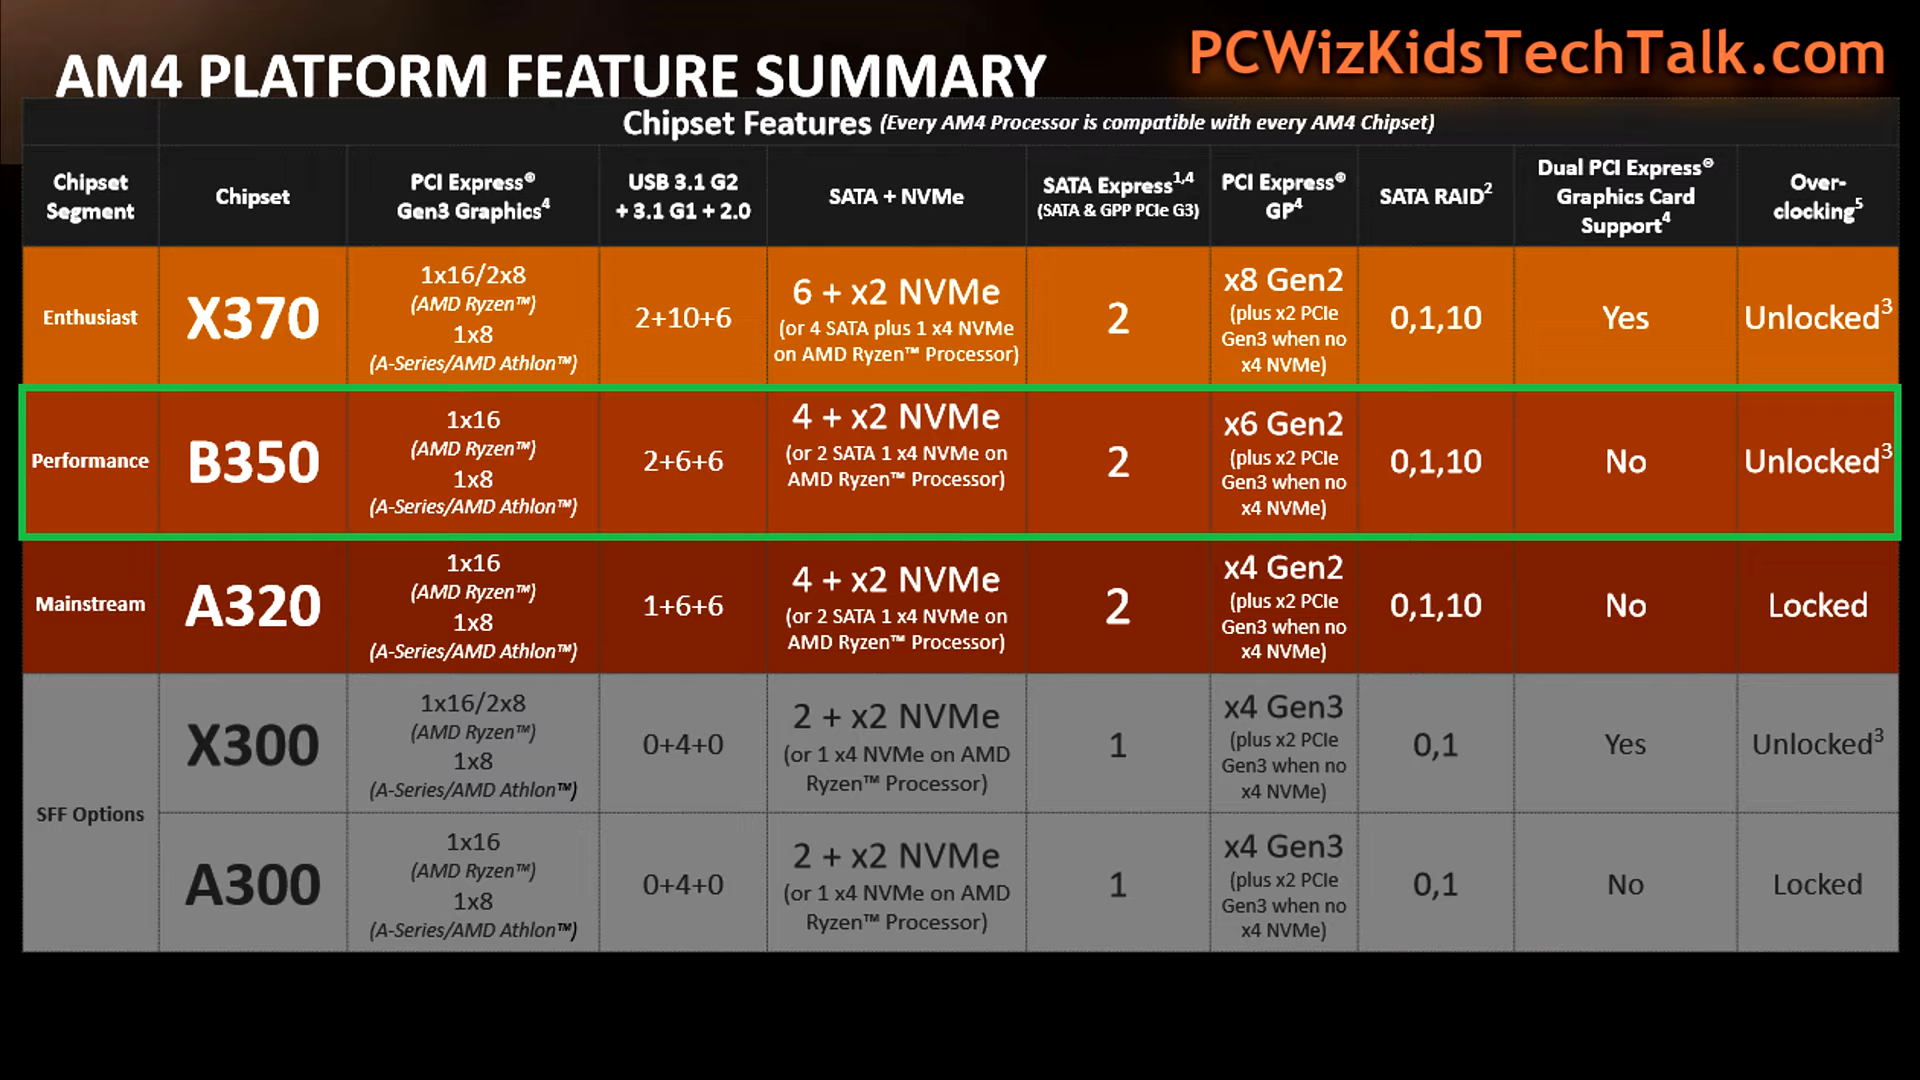 PCWizKidsTechTalk.com
AM4 PLATFORM FEATURE SUMMARY
Chipset Features (Every AM4 Processor is compatible with every AM4 Chipset)
Chipset
Segment
Chipset
PCI Express®
Gen3 Graphics4
USB 3.1 G2
+ 3.1 G1 + 2.0
SATA + NVMe
SATA Express1,4
(SATA & GPP PCIe G3)
PCI Express®
GP4
SATA RAID2
Dual PCI Express®
Graphics Card
Support4
Over-
clocking5
Enthusiast
X370
1x16/2x8
(AMD Ryzen™)
1x8
(A-Series/AMD Athlon™)
2+10+6
6 + x2 NVMe
(or 4 SATA plus 1 x4 NVMe
on AMD Ryzen™ Processor)
2
x8 Gen2
(plus x2 PCIe
Gen3 when no
x4 NVMe)
0,1,10
Yes
Unlocked3
Performance
B350
1x16
(AMD Ryzen™)
1x8
(A-Series/AMD Athlon™)
2+6+6
4 + x2 NVMe
(or 2 SATA 1 x4 NVMe on
AMD Ryzen™ Processor)
2
x6 Gen2
(plus x2 PCIe
Gen3 when no
x4 NVMe)
0,1,10
No
Unlocked3
Mainstream
A320
1x16
(AMD Ryzen™)
1x8
(A-Series/AMD Athlon™)
1+6+6
4 + x2 NVMe
(or 2 SATA 1 x4 NVMe on
AMD Ryzen™ Processor)
2
x4 Gen2
(plus x2 PCIe
Gen3 when no
x4 NVMe)
0,1,10
No
Locked
SFF Options
X300
1x16/2x8
(AMD Ryzen™)
1x8
(A-Series/AMD Athlon™)
0+4+0
2 + x2 NVMe
(or 1 x4 NVMe on AMD
Ryzen™ Processor)
1
x4 Gen3
(plus x2 PCIe
Gen3 when no
x4 NVMe)
0,1
Yes
Unlocked3
A300
1x16
(AMD Ryzen™)
1x8
(A-Series/AMD Athlon™)
0+4+0
2 + x2 NVMe
(or 1 x4 NVMe on AMD
Ryzen™ Processor)
1
x4 Gen3
(plus x2 PCIe
Gen3 when no
x4 NVMe)
0,1
No
Locked